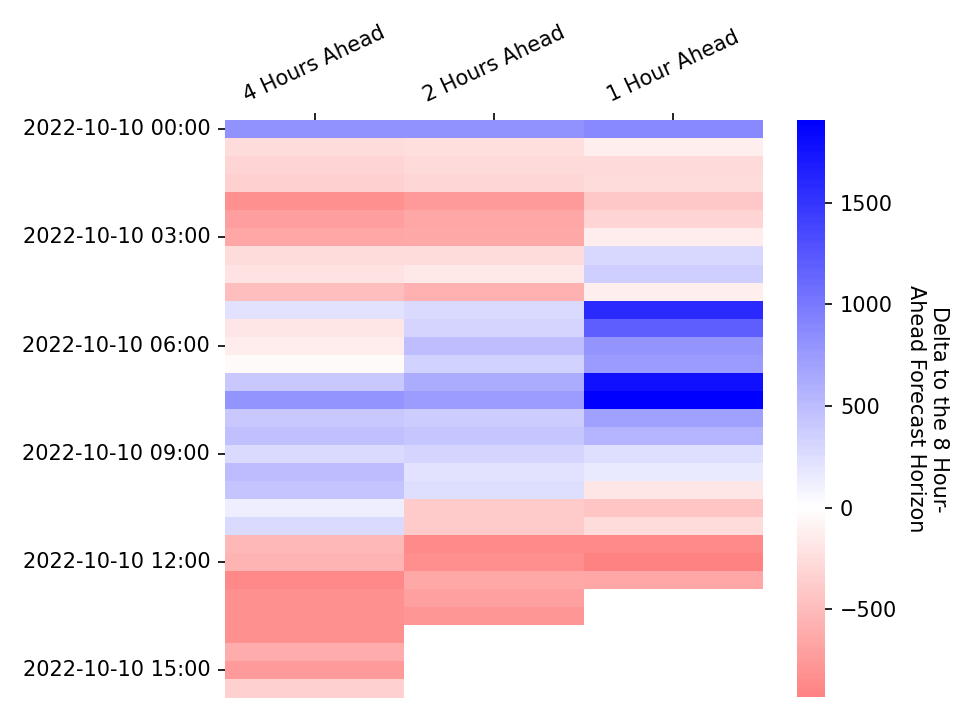 4 Hours Ahead
2 Hours Ahead
1 Hour Ahead
2022-10-10 00:00
2022-10-10 03:00
2022-10-10 06:00
2022-10-10 09:00
2022-10-10 12:00
2022-10-10 15:00
1500
1000
500
0
−500
Delta to the 8 Hour-
Ahead Forecast Horizon